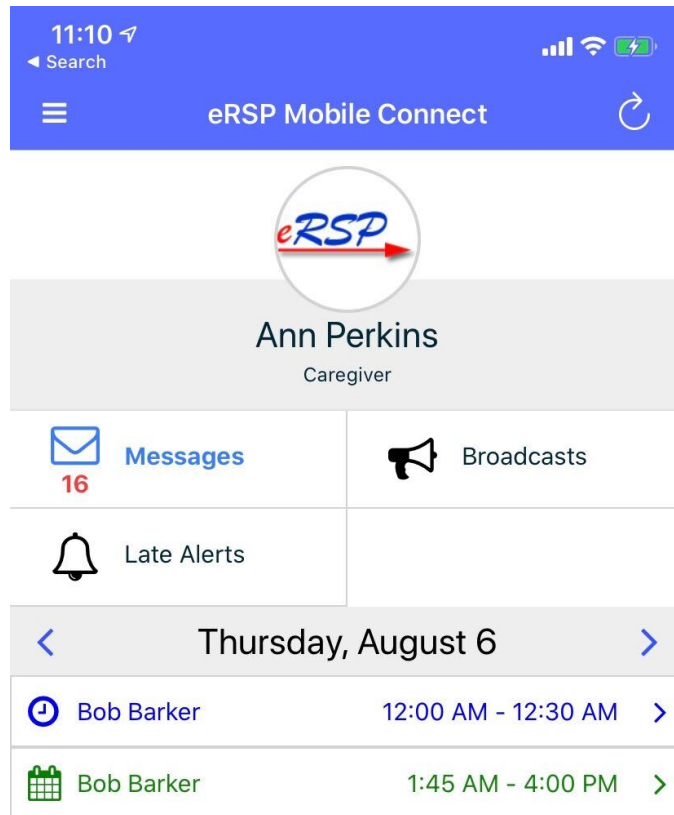 11:10
◀ Search
eRSP Mobile Connect
eRSP
Ann Perkins
Caregiver
Messages
16
Broadcasts
Late Alerts
Thursday, August 6
Bob Barker 12:00 AM - 12:30 AM
Bob Barker 1:45 AM - 4:00 PM